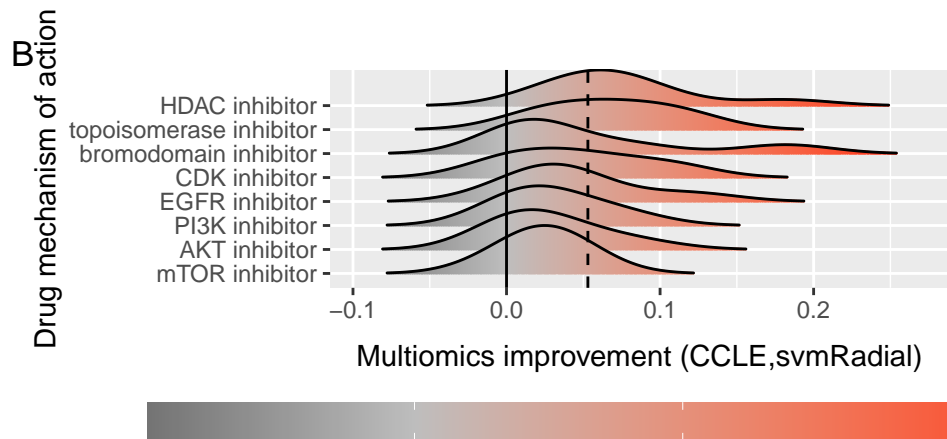 B
Drug mechanism of action
HDAC inhibitor
topoisomerase inhibitor
bromodomain inhibitor
CDK inhibitor
EGFR inhibitor
PI3K inhibitor
AKT inhibitor
mTOR inhibitor
−0.1 0.0 0.1 0.2
Multiomics improvement (CCLE,svmRadial)